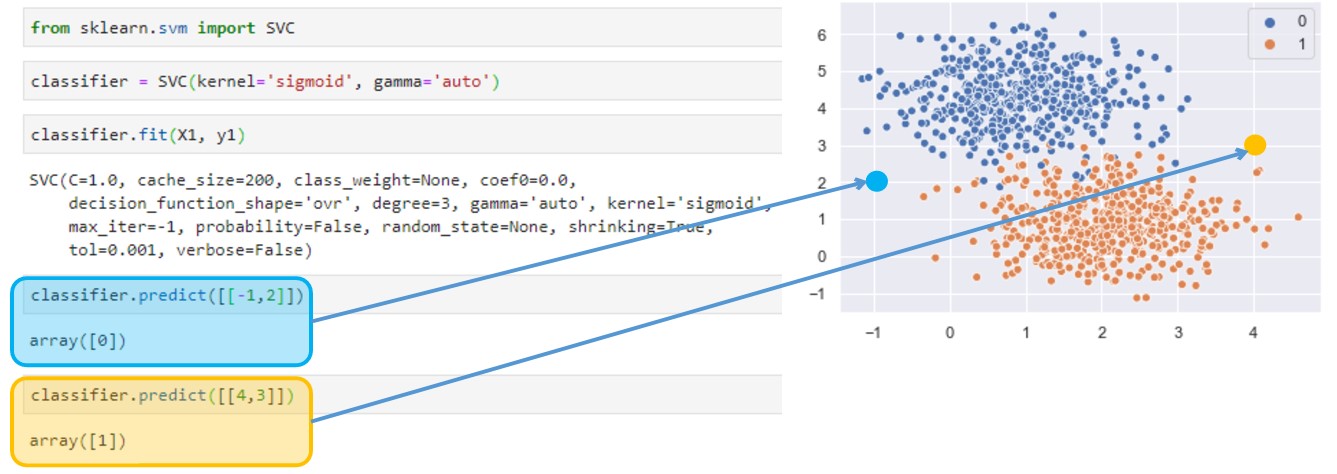 from sklearn.svm import SVC
classifier = SVC(kernel='sigmoid', gamma='auto')
classifier.fit(X1, y1)
SVC(C=1.0, cache_size=200, class_weight=None, coef0=0.0,
decision_function_shape='ovr', degree=3, gamma='auto', kernel='sigmoid',
max_iter=-1, probability=False, random_state=None, shrinking=True,
tol=0.001, verbose=False)
classifier.predict([[-1,2]])
array([0])
classifier.predict([[4,3]])
array([1])
0
1
6
5
4
3
2
1
0
−1
−1 0 1 2 3 4